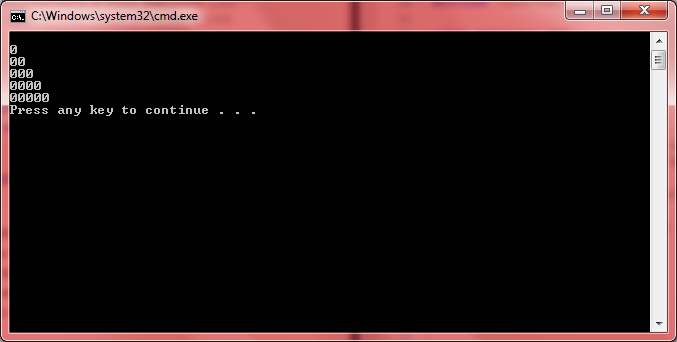 C:\Windows\system32\cmd.exe
0
00
000
0000
00000
Press any key to continue . . .